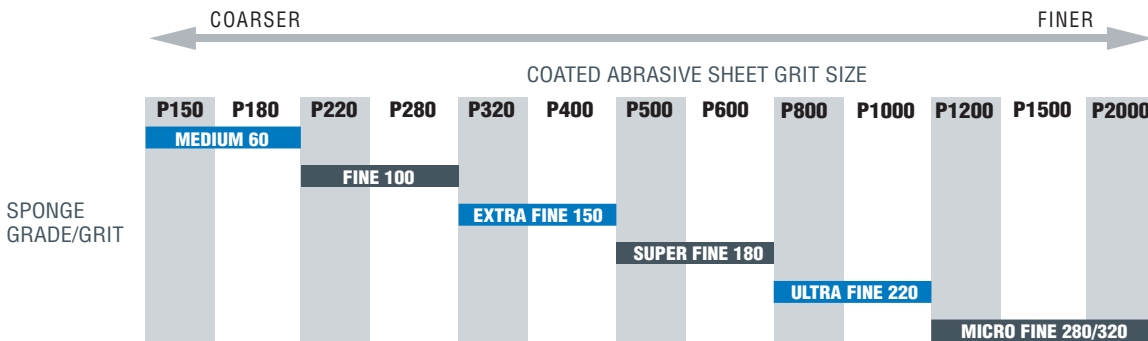 COARSER FINER
COATED ABRASIVE SHEET GRIT SIZE
P150 P180 P220 P280 P320 P400 P500 P600 P800 P1000 P1200 P1500 P2000
MEDIUM 60
FINE 100
EXTRA FINE 150
SPONGE
GRADE/GRIT
SUPER FINE 180
ULTRA FINE 220
MICRO FINE 280/320